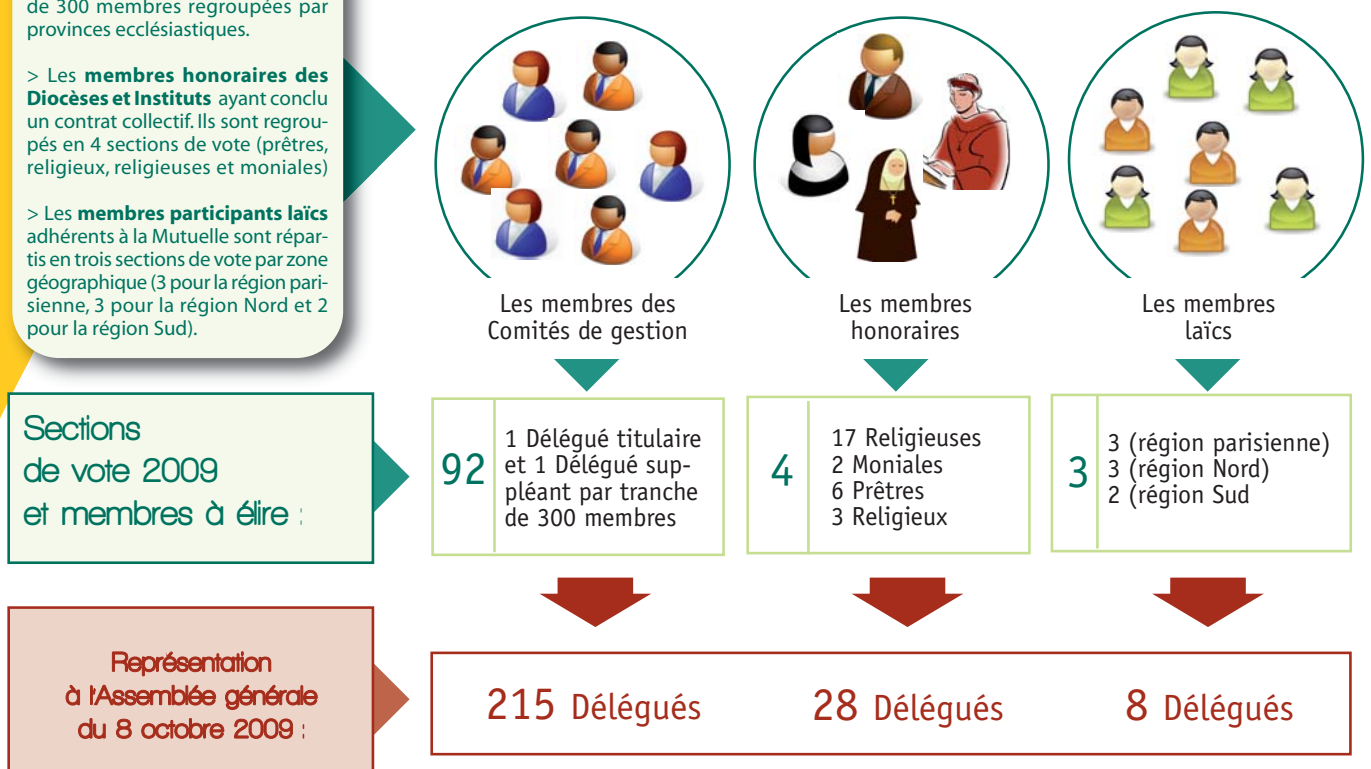 de 300 membres regroupées par
provinces ecclésiastiques.
> Les membres honoraires des
Diocèses et Instituts ayant conclu
un contrat collectif. Ils sont regrou-
pés en 4 sections de vote (prêtres,
religieux, religieuses et moniales)
> Les membres participants laïcs
adhérents à la Mutuelle sont répar-
tis en trois sections de vote par zone
géographique (3 pour la région pari-
sienne, 3 pour la région Nord et 2
pour la région Sud).
Les membres des
Comités de gestion
Les membres
honoraires
Les membres
laïcs
Sections
de vote 2009
et membres à élire :
92
1 Délégué titulaire
et 1 Délégué sup-
pléant par tranche
de 300 membres
4
17 Religieuses
2 Moniales
6 Prêtres
3 Religieux
3
3 (région parisienne)
3 (région Nord)
2 (région Sud
Représentation
à l'Assemblée générale
du 8 octobre 2009 :
215 Délégués
28 Délégués
8 Délégués